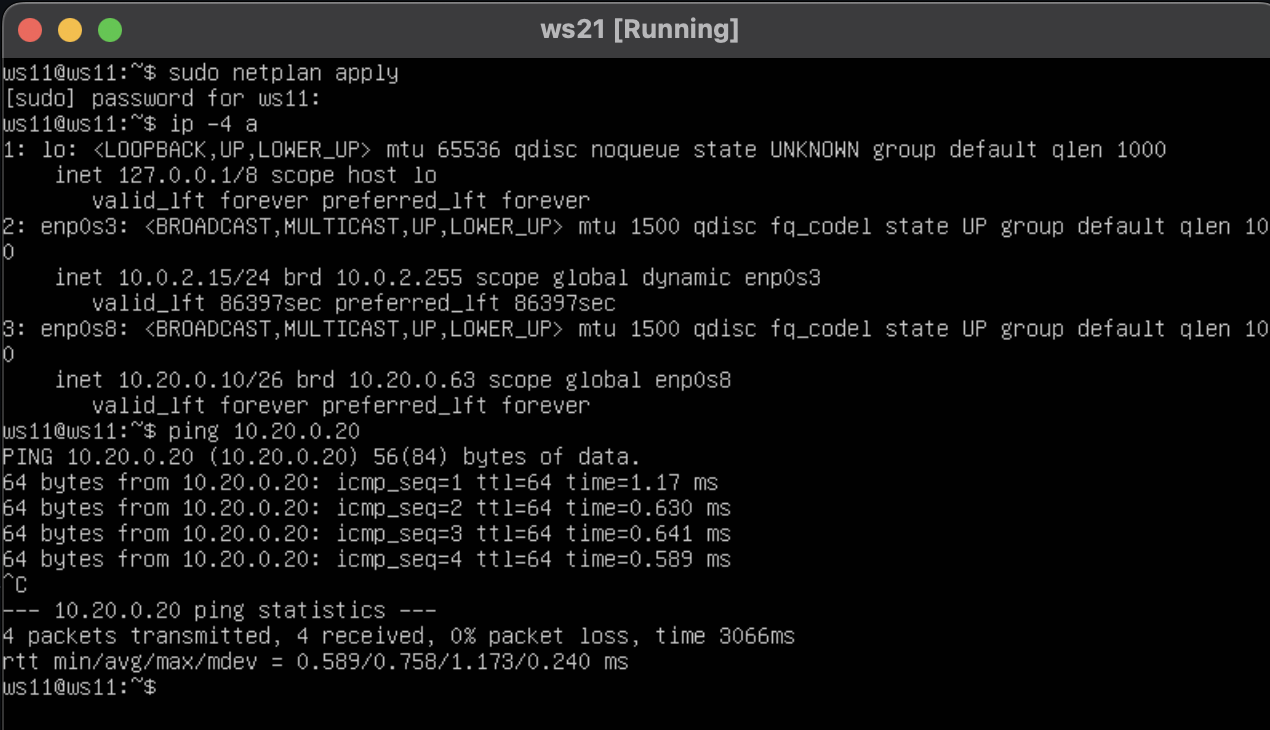 ws21 [Running]
ws11@ws11:~$ sudo netplan apply
[sudo] password for ws11:
ws11@ws11:~$ ip -4 a
1: lo: <LOOPBACK,UP,LOWER_UP> mtu 65536 qdisc noqueue state UNKNOWN group default qlen 1000
    inet 127.0.0.1/8 scope host lo
       valid_lft forever preferred_lft forever
2: enp0s3: <BROADCAST,MULTICAST,UP,LOWER_UP> mtu 1500 qdisc fq_codel state UP group default qlen 10
0
    inet 10.0.2.15/24 brd 10.0.2.255 scope global dynamic enp0s3
       valid_lft 86397sec preferred_lft 86397sec
3: enp0s8: <BROADCAST,MULTICAST,UP,LOWER_UP> mtu 1500 qdisc fq_codel state UP group default qlen 10
0
    inet 10.20.0.10/26 brd 10.20.0.63 scope global enp0s8
       valid_lft forever preferred_lft forever
ws11@ws11:~$ ping 10.20.0.20
PING 10.20.0.20 (10.20.0.20) 56(84) bytes of data.
64 bytes from 10.20.0.20: icmp_seq=1 ttl=64 time=1.17 ms
64 bytes from 10.20.0.20: icmp_seq=2 ttl=64 time=0.630 ms
64 bytes from 10.20.0.20: icmp_seq=3 ttl=64 time=0.641 ms
64 bytes from 10.20.0.20: icmp_seq=4 ttl=64 time=0.589 ms
^C
--- 10.20.0.20 ping statistics ---
4 packets transmitted, 4 received, 0% packet loss, time 3066ms
rtt min/avg/max/mdev = 0.589/0.758/1.173/0.240 ms
ws11@ws11:~$